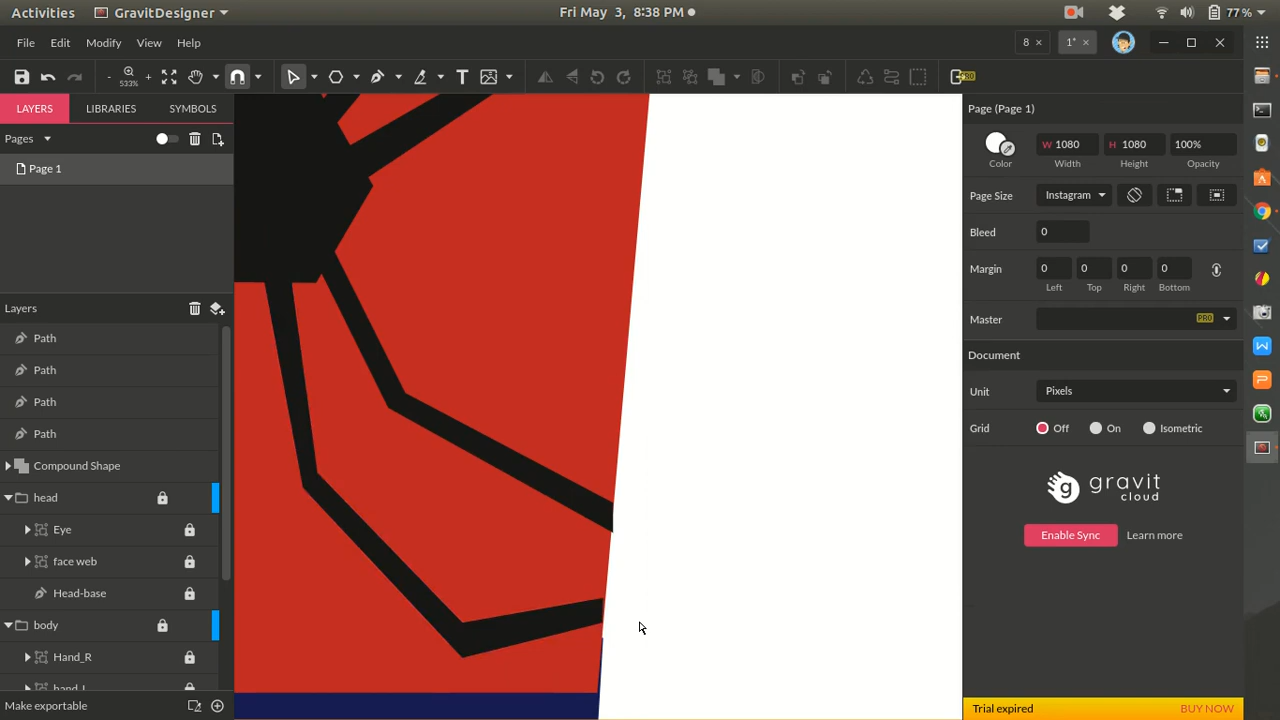 Activities GravitDesigner Fri May 3, 8:38 PM 77 %
File Edit Modify View Help 8 × 1* ×
- 533% + T PRO
LAYERS LIBRARIES SYMBOLS Page (Page 1)
Pages
Page 1
W 1080 H 1080 100%
Color Width Height Opacity
Page Size Instagram
Bleed 0
Margin 0 0 0 0
Left Top Right Bottom
Layers
Master PRO
Path
Document
Path
Unit Pixels
Path
Grid Off On Isometric
Path
Compound Shape
head
g gravit cloud
Eye
Enable Sync Learn more
face web
Head-base
body
Hand_R
hand_L
Make exportable
Trial expired BUY NOW